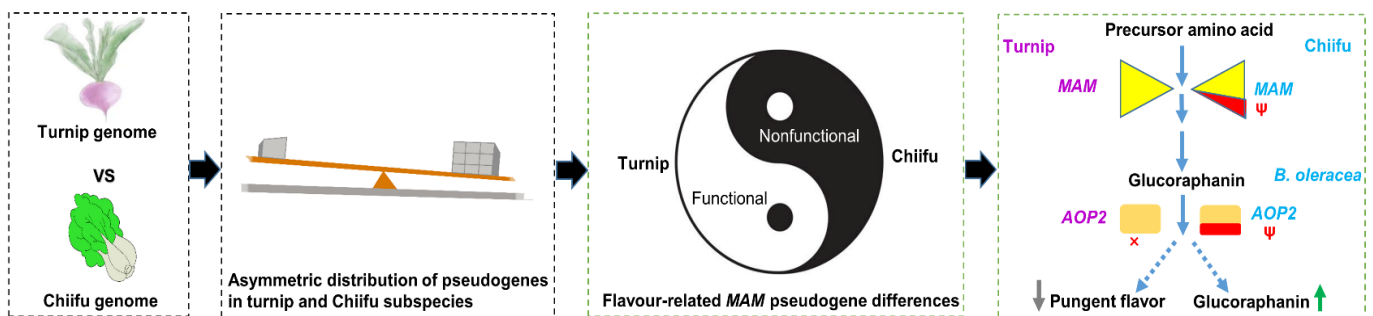 Turnip genome
VS
Chiifu genome
Asymmetric distribution of pseudogenes
in turnip and Chiifu subspecies
Turnip
Nonfunctional
Chiifu
Functional
Flavour-related MAM pseudogene differences
Precursor amino acid
Turnip
Chiifu
MAM
MAM
Ψ
Glucoraphanin
B. oleracea
AOP2
AOP2
×
Ψ
Pungent flavor
Glucoraphanin